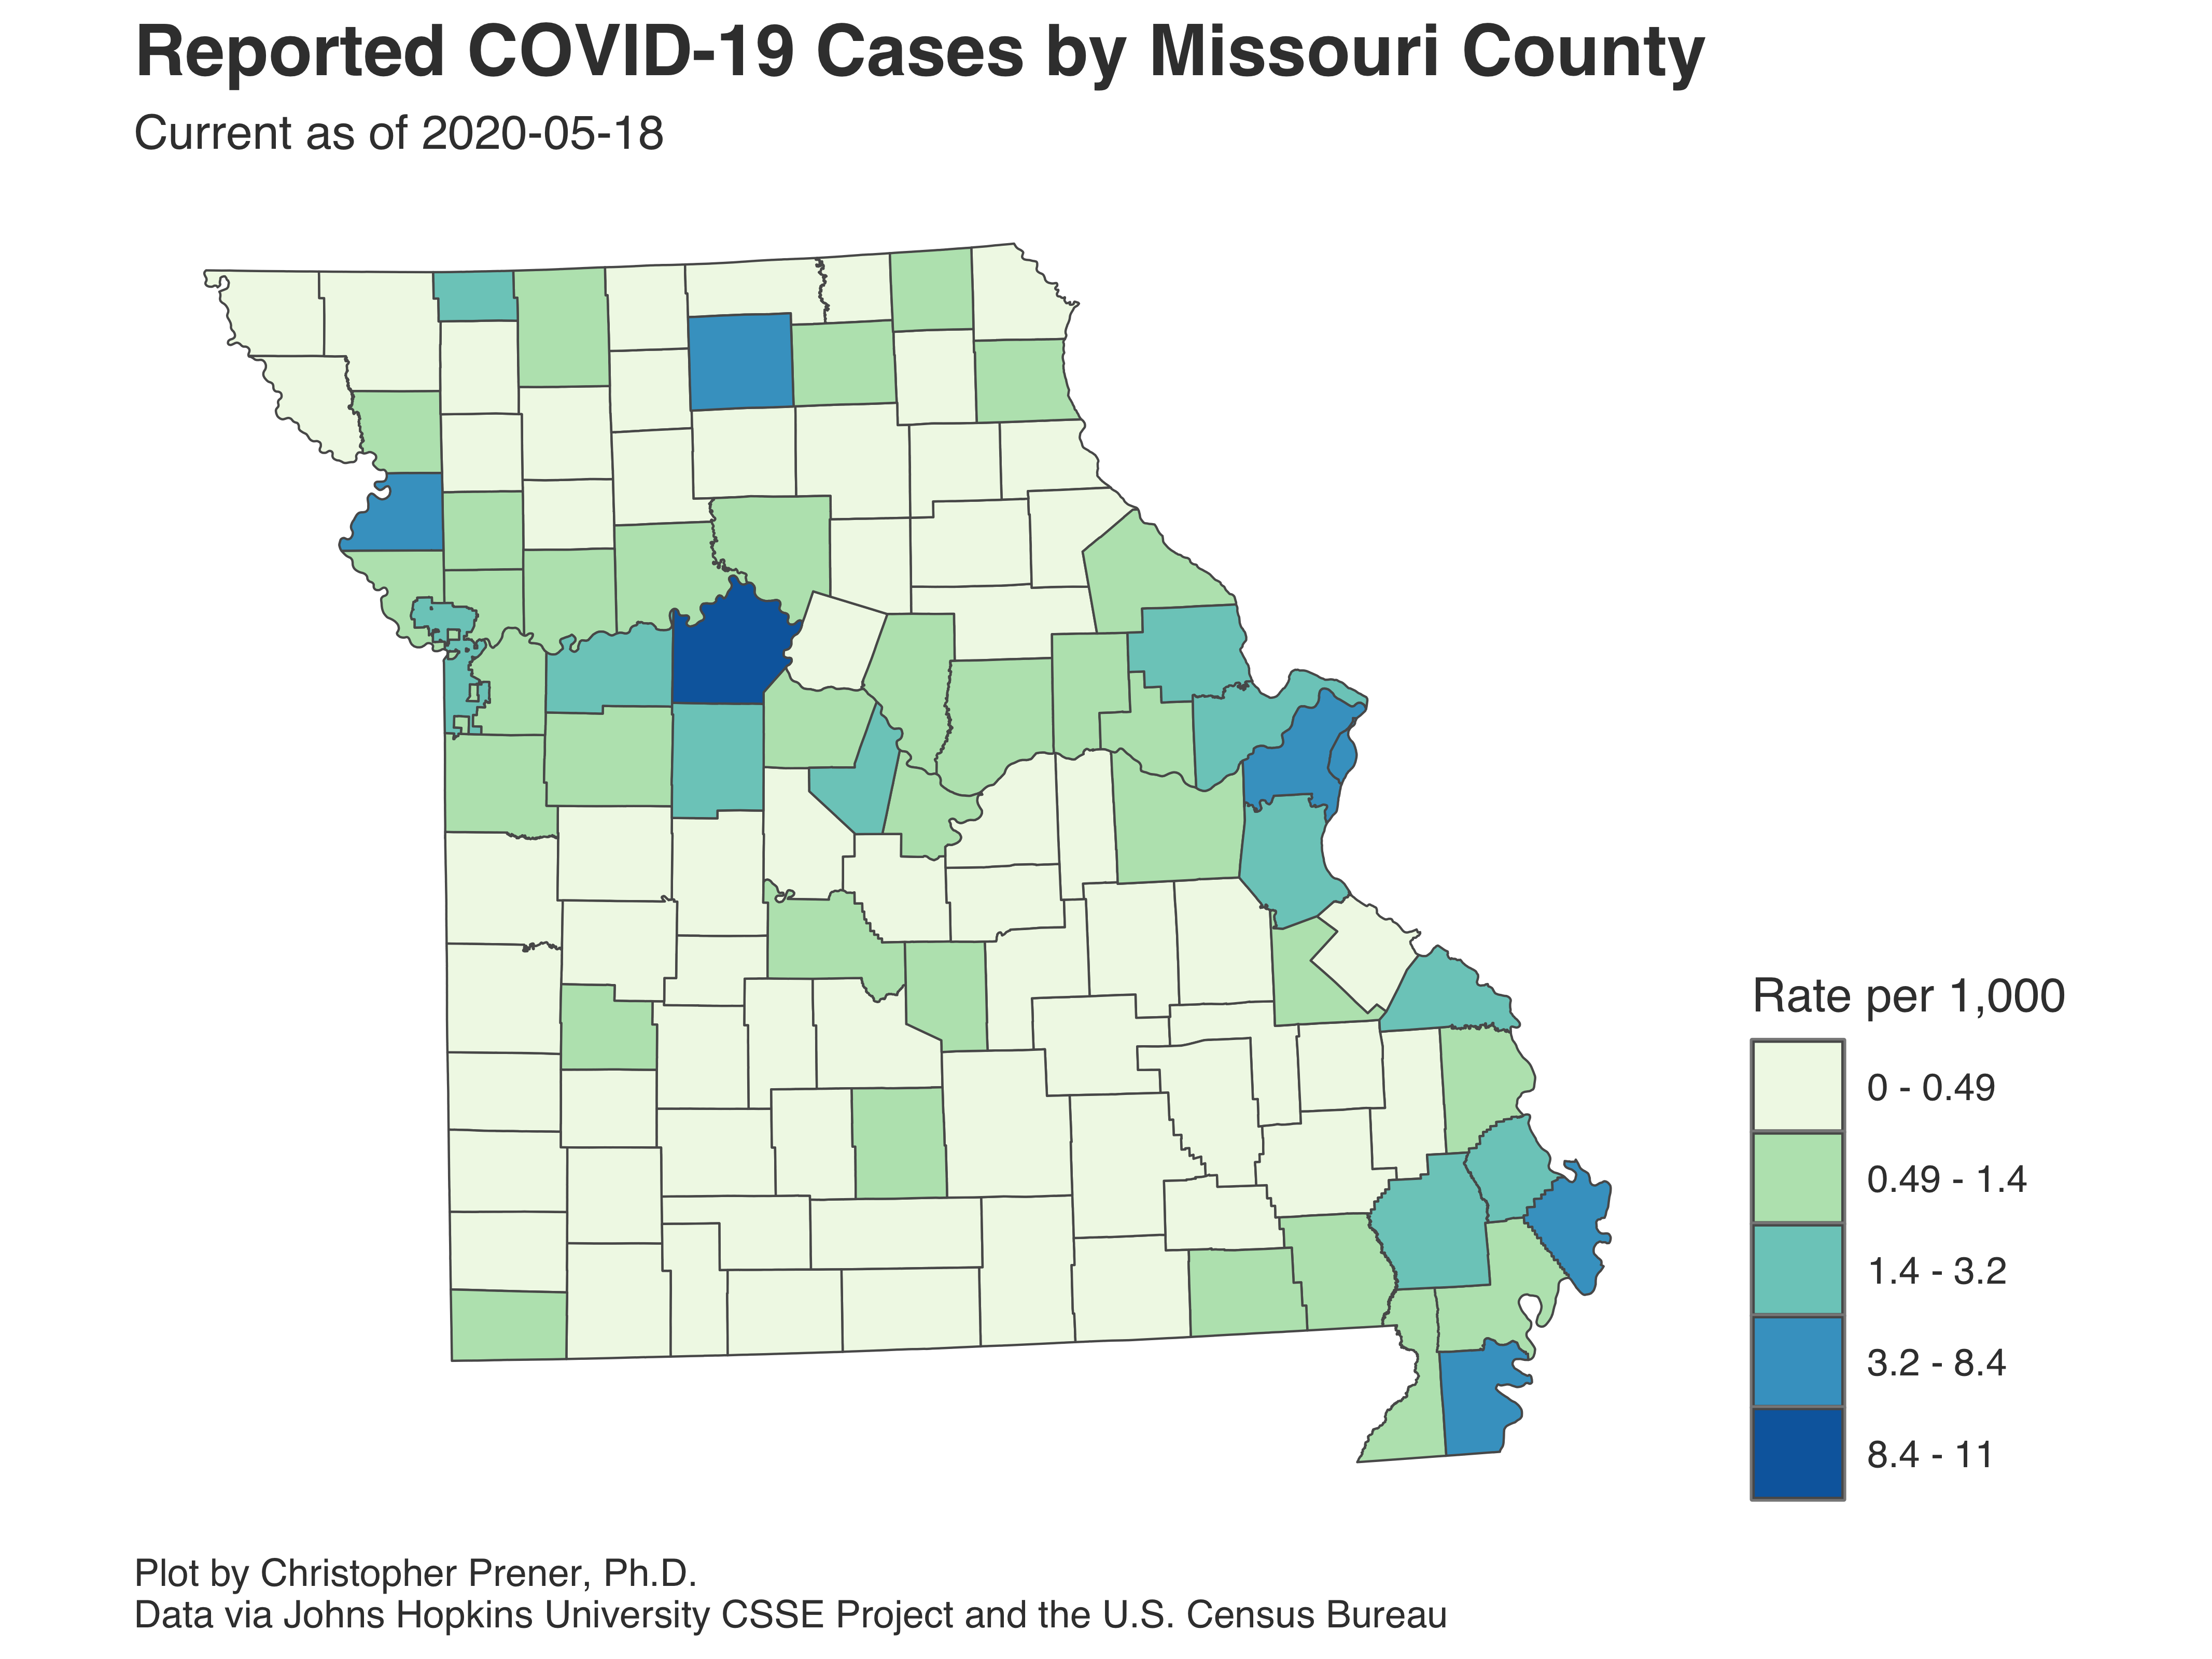 Reported COVID-19 Cases by Missouri County
Current as of 2020-05-18
Rate per 1,000
0 - 0.49
0.49 - 1.4
1.4 - 3.2
3.2 - 8.4
8.4 - 11
Plot by Christopher Prener, Ph.D.
Data via Johns Hopkins University CSSE Project and the U.S. Census Bureau